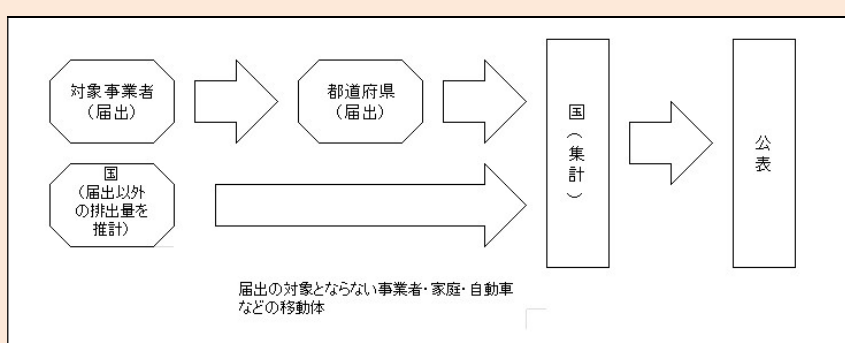 対象事業者
(届出)
都道府県
(届出)
国(集計)
公表
国
(届出以外
の排出量を
推計)
届出の対象とならない事業者・家庭・自動車
などの移動体